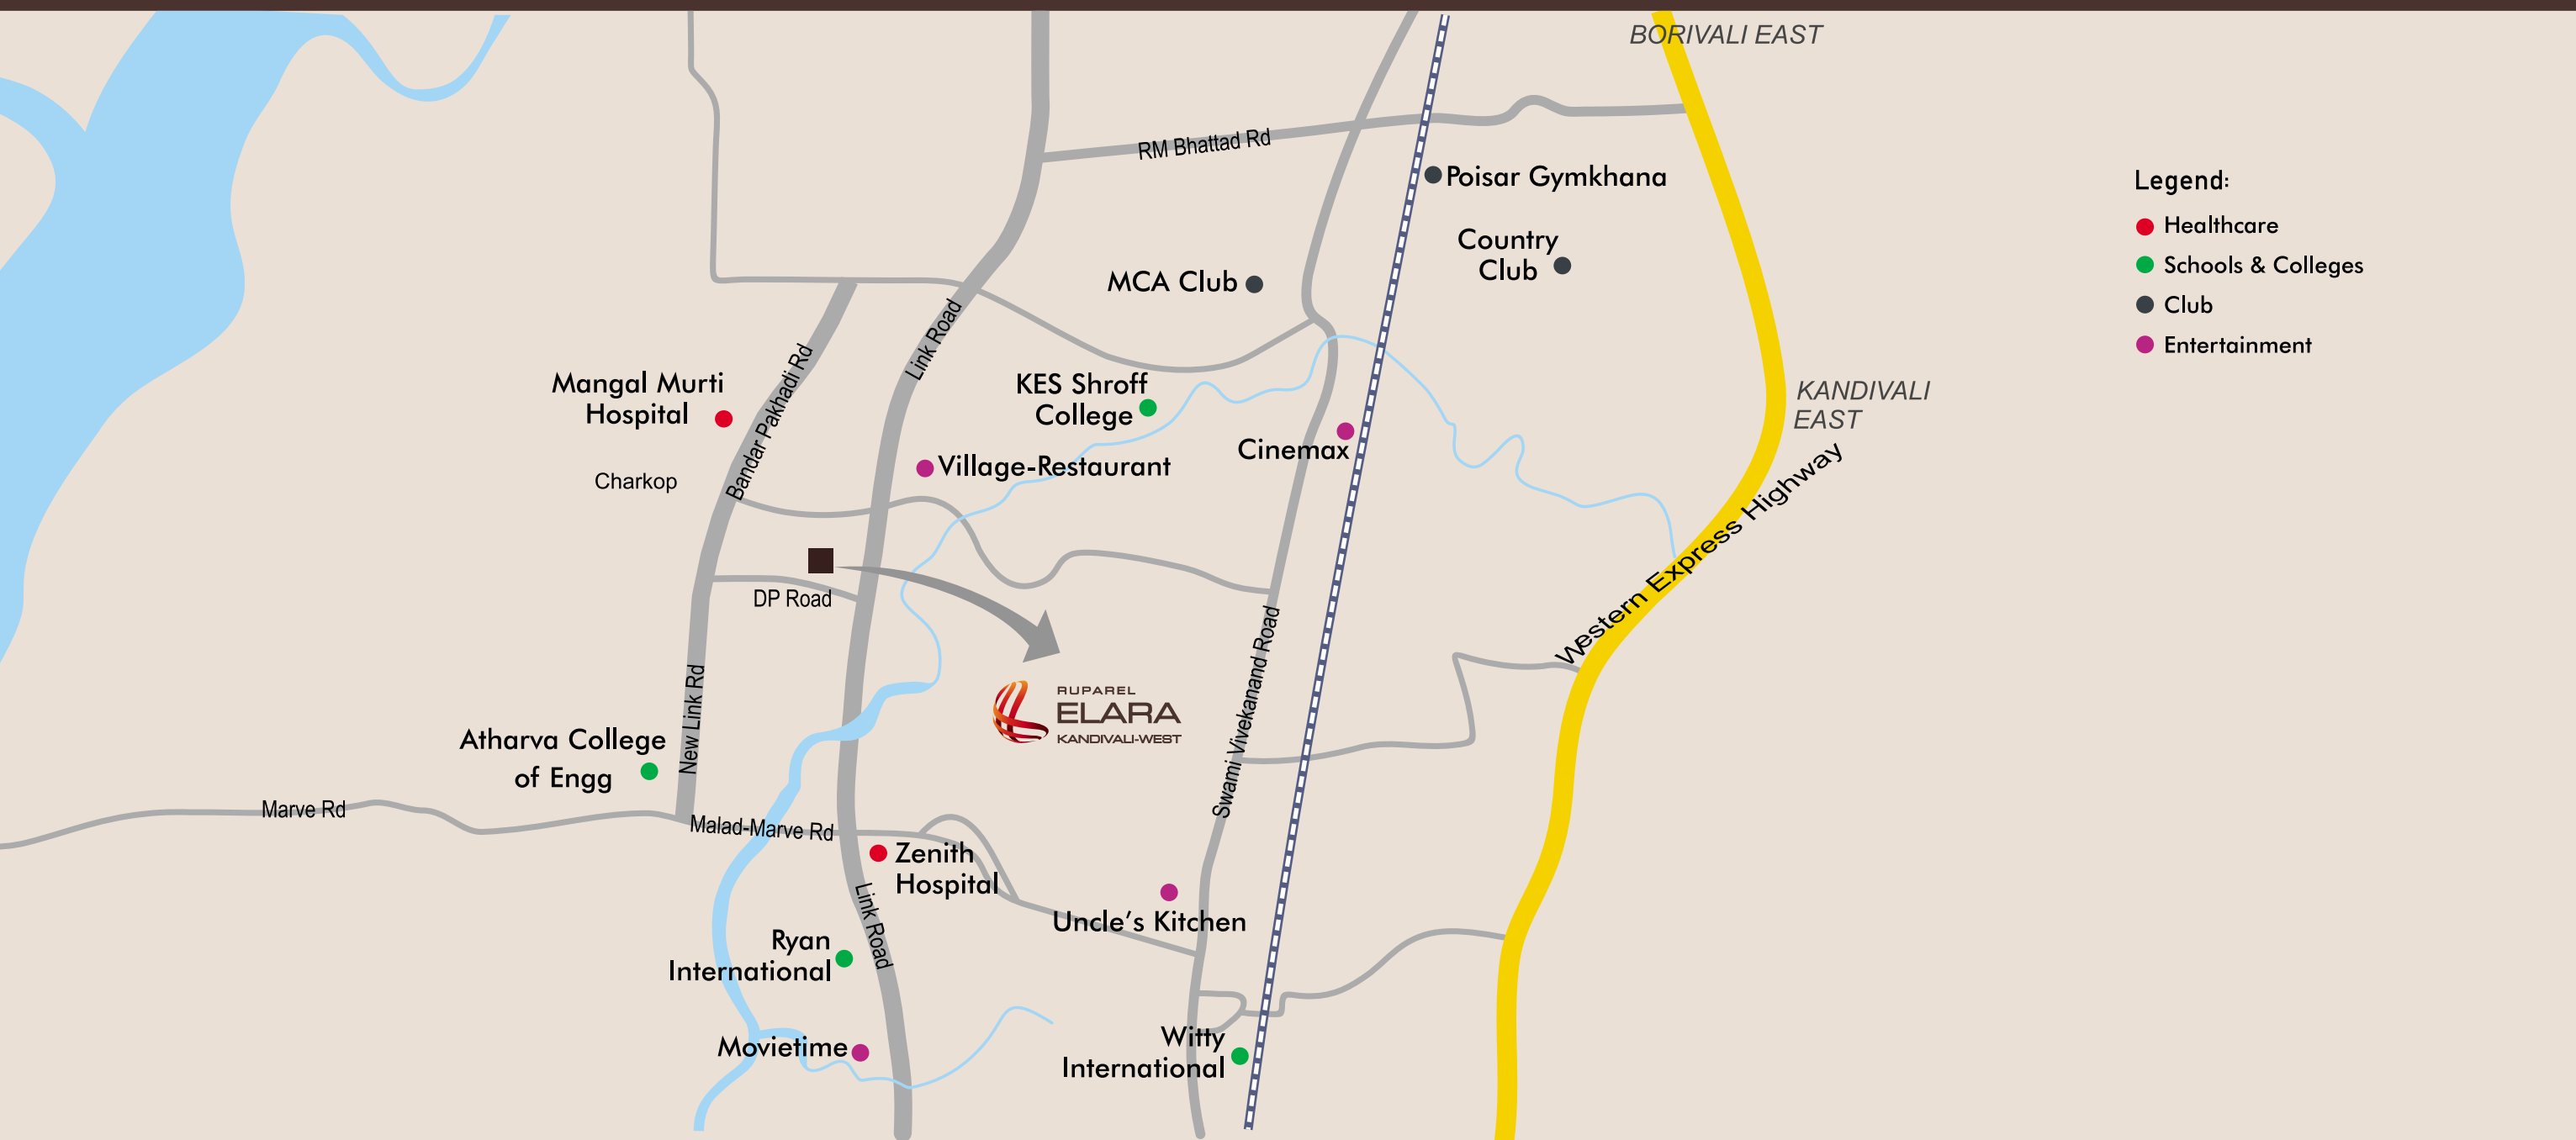 BORIVALI EAST
RM Bhattad Rd
Poisar Gymkhana
Legend:
Healthcare
Schools & Colleges
Club
Entertainment
Country
Club
MCA Club
Link Road
Bandar Pakhadi Rd
Mangal Murti
Hospital
KES Shroff
College
KANDIVALI
EAST
Cinemax
Village-Restaurant
Charkop
Western Express Highway
DP Road
Swami Vivekanand Road
New Link Rd
RUPAREL
ELARA
KANDIVALI-WEST
Atharva College
of Engg
Marve Rd
Malad-Marve Rd
Zenith
Hospital
Link Road
Uncle's Kitchen
Ryan
International
Movietime
Witty
International